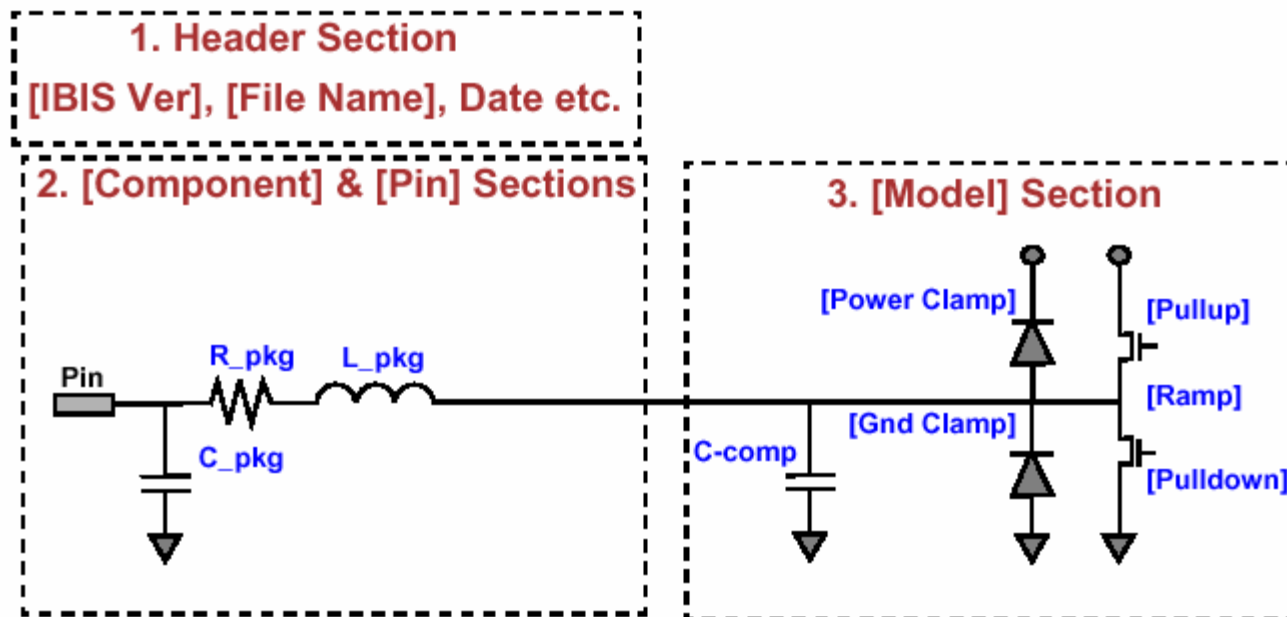 1. Header Section
[IBIS Ver], [File Name], Date etc.
2. [Component] & [Pin] Sections
3. [Model] Section
[Power Clamp]
[Pullup]
R_pkg
L_pkg
Pin
[Ramp]
[Gnd Clamp]
C_pkg
C-comp
[Pulldown]